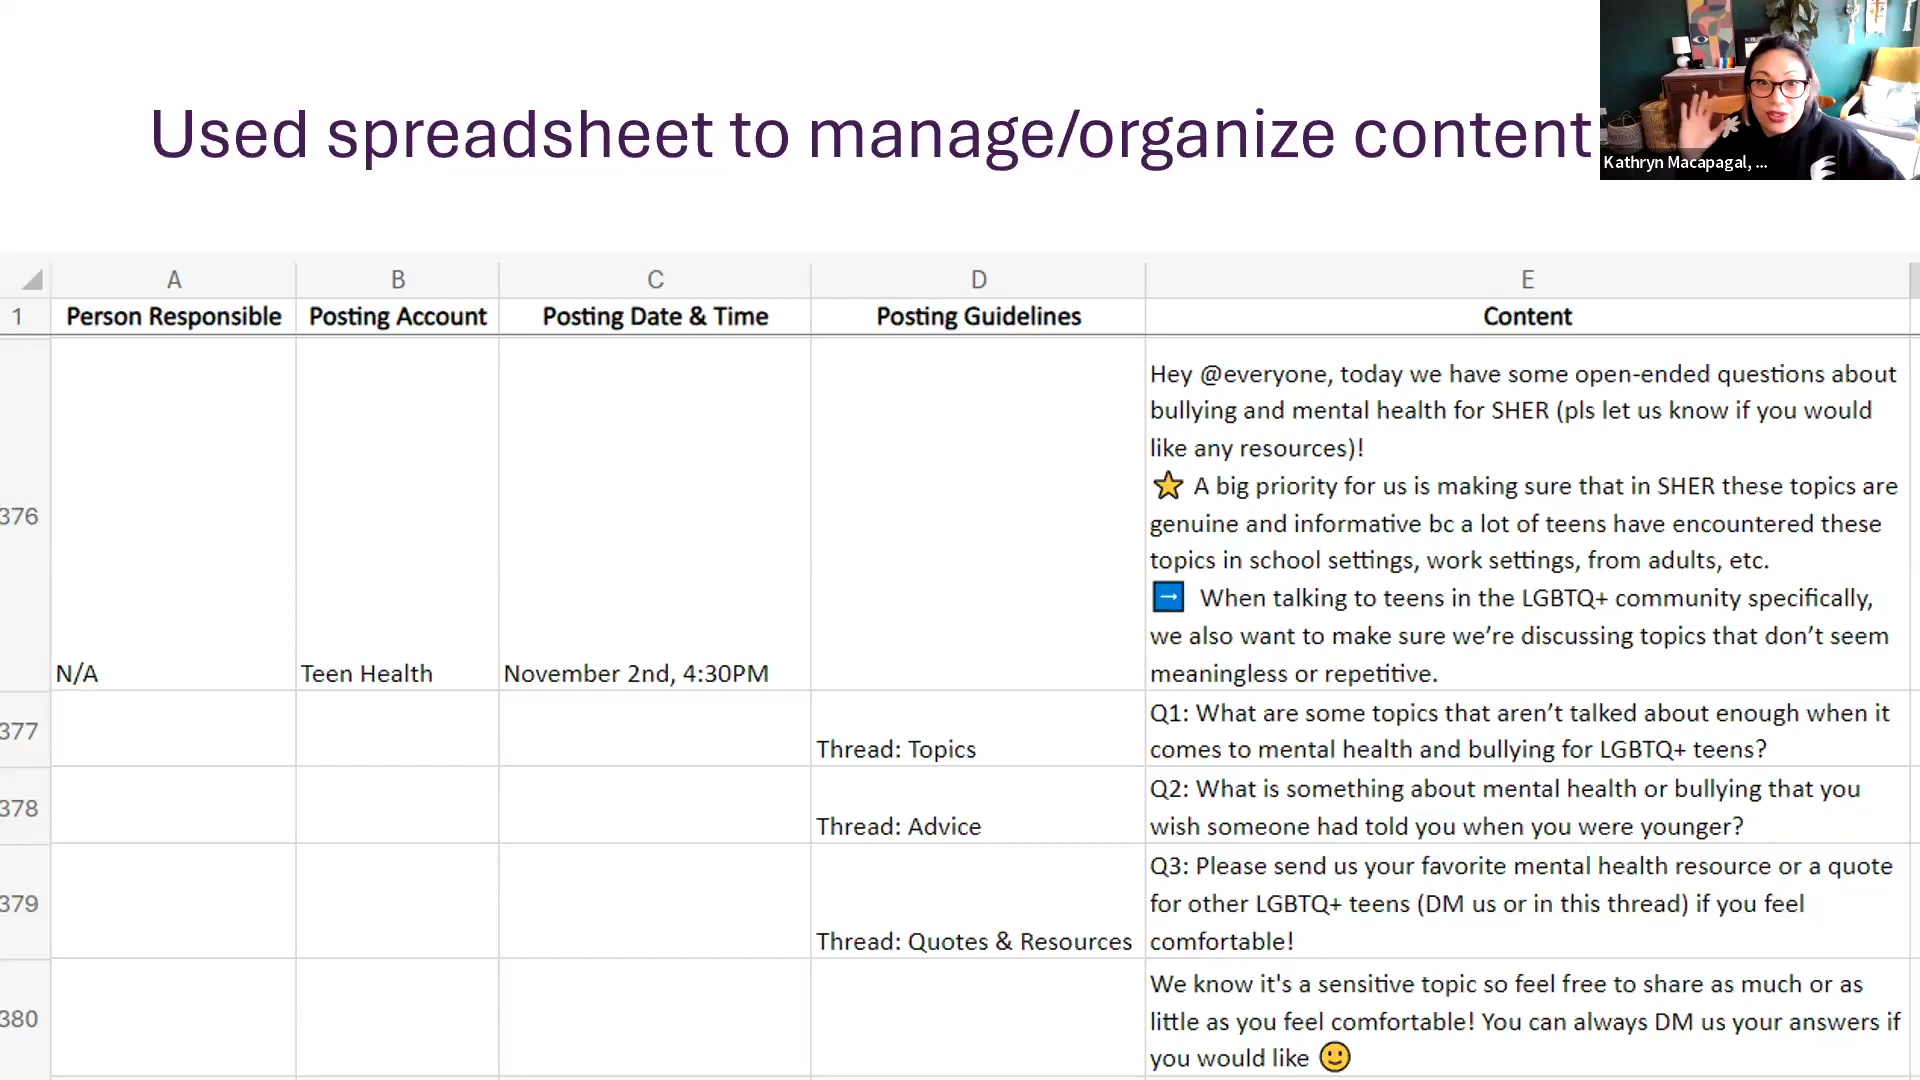 Used spreadsheet to manage/organize content
Kathryn Macapagal, ...
A B C D E
1 Person Responsible Posting Account Posting Date & Time Posting Guidelines Content
376 N/A Teen Health November 2nd, 4:30PM
Hey @everyone, today we have some open-ended questions about
bullying and mental health for SHER (pls let us know if you would
like any resources)!
⭐ A big priority for us is making sure that in SHER these topics are
genuine and informative bc a lot of teens have encountered these
topics in school settings, work settings, from adults, etc.
➡️ When talking to teens in the LGBTQ+ community specifically,
we also want to make sure we’re discussing topics that don’t seem
meaningless or repetitive.
377 Thread: Topics
Q1: What are some topics that aren’t talked about enough when it
comes to mental health and bullying for LGBTQ+ teens?
378 Thread: Advice
Q2: What is something about mental health or bullying that you
wish someone had told you when you were younger?
379 Thread: Quotes & Resources
Q3: Please send us your favorite mental health resource or a quote
for other LGBTQ+ teens (DM us or in this thread) if you feel
comfortable!
380
We know it's a sensitive topic so feel free to share as much or as
little as you feel comfortable! You can always DM us your answers if
you would like 🙂